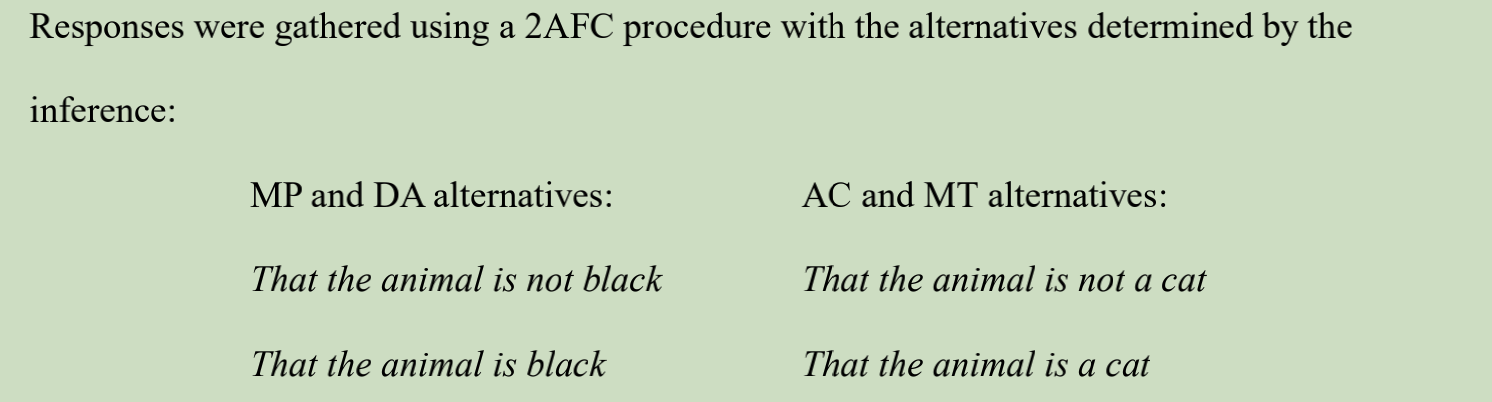 Responses were gathered using a 2AFC procedure with the alternatives determined by the
inference:
MP and DA alternatives: AC and MT alternatives:
That the animal is not black That the animal is not a cat
That the animal is black That the animal is a cat